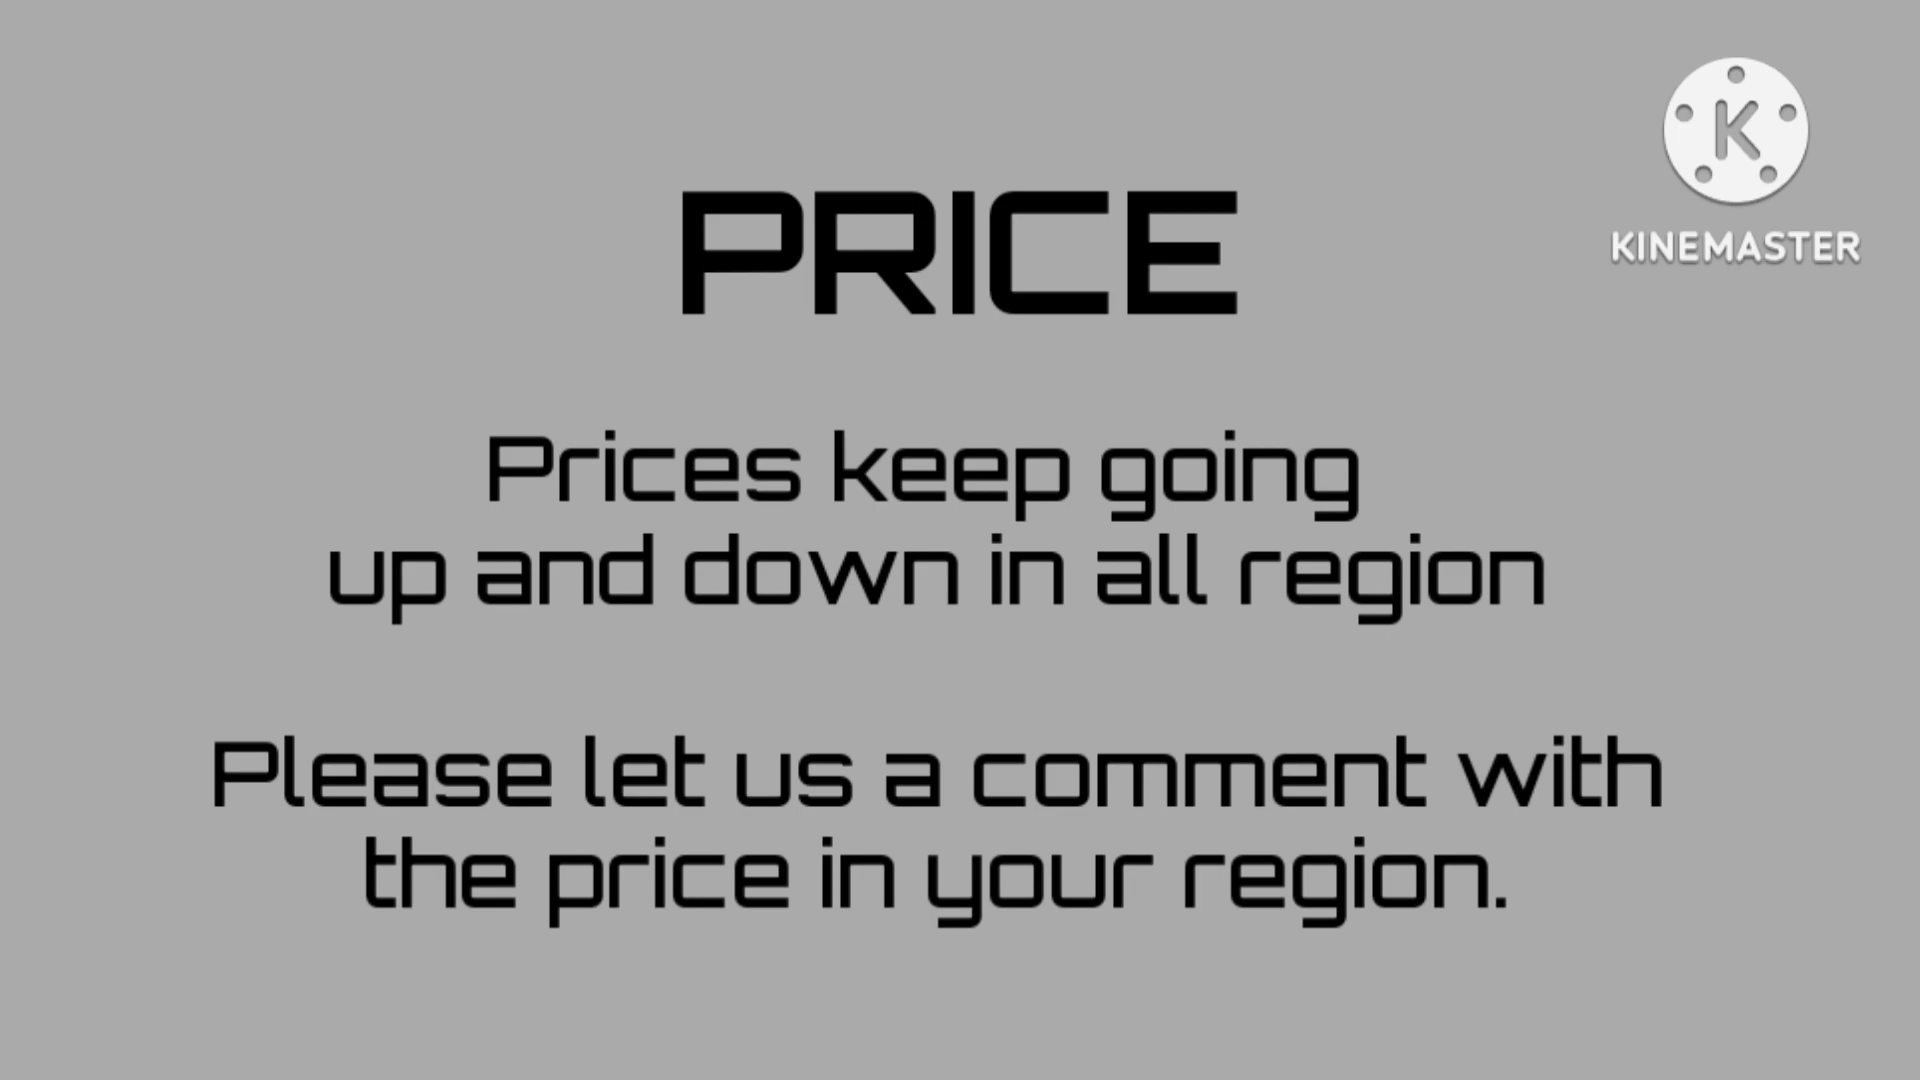 K
KINEMASTER
PRICE
Prices keep going
up and down in all region
Please let us a comment with
the price in your region.